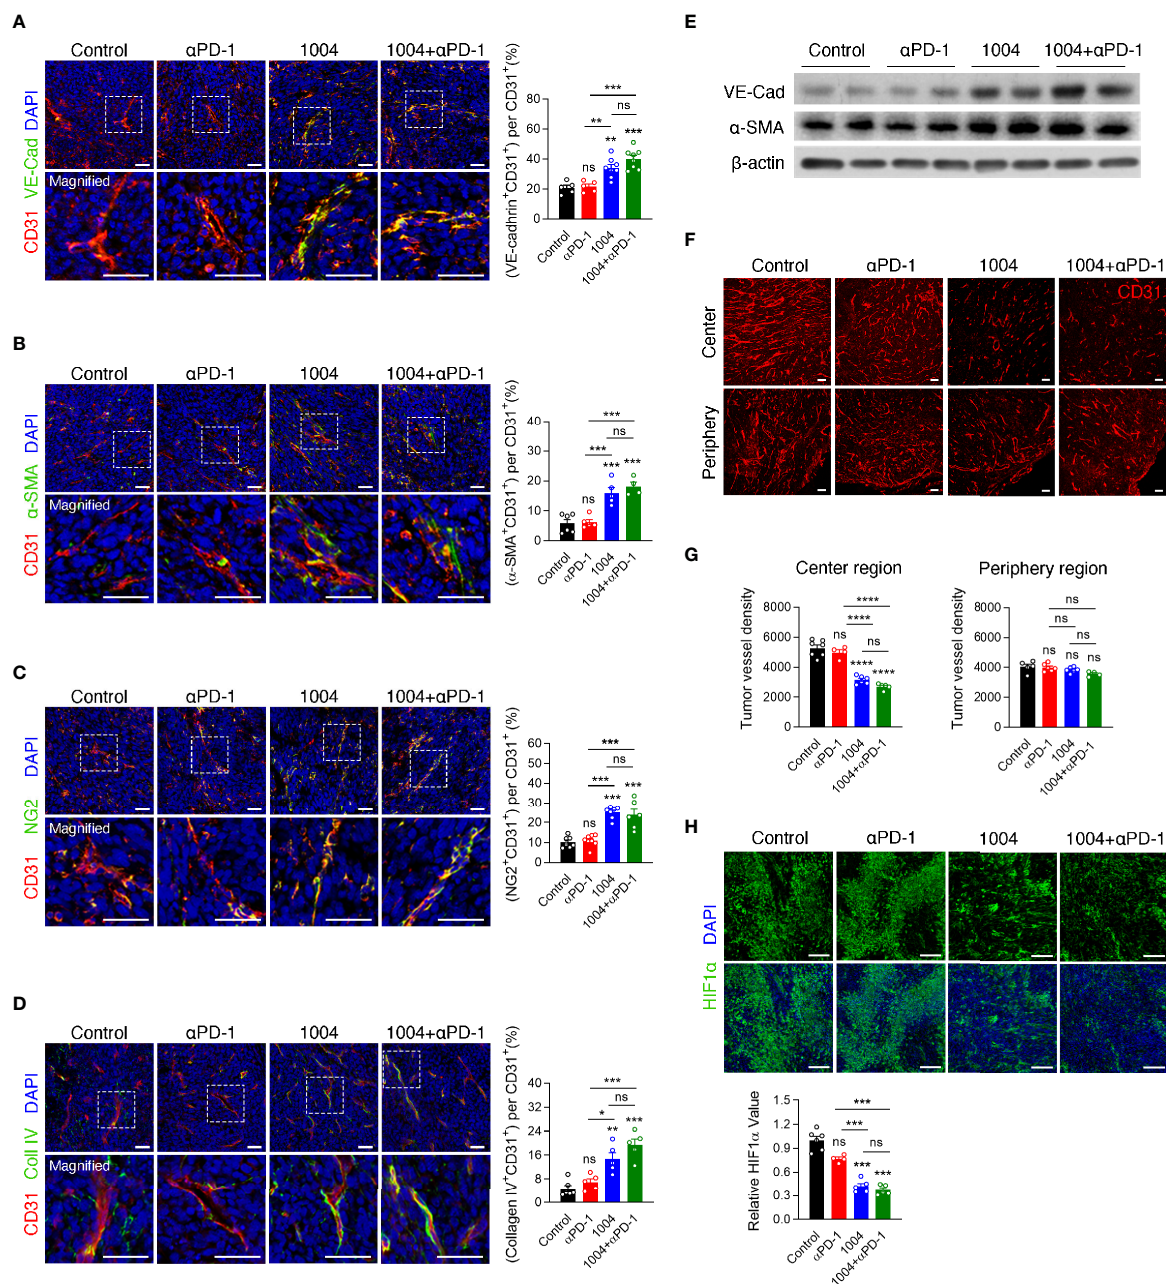 A
Control αPD-1 1004 1004+αPD-1
CD31 VE-Cad DAPI
Magnified
(VE-cadhrin⁺CD31⁺) per CD31⁺(%)
80
60
40
20
0
***
ns
**
ns
**
***
Control
αPD-1
1004
1004+αPD-1
B
Control αPD-1 1004 1004+αPD-1
CD31 α-SMA DAPI
Magnified
(α-SMA⁺CD31⁺) per CD31⁺(%)
40
30
20
10
0
***
ns
***
ns
***
***
Control
αPD-1
1004
1004+αPD-1
C
Control αPD-1 1004 1004+αPD-1
CD31 NG2 DAPI
Magnified
(NG2⁺CD31⁺) per CD31⁺ (%)
60
50
40
30
20
10
0
***
ns
***
ns
***
***
Control
αPD-1
1004
1004+αPD-1
D
Control αPD-1 1004 1004+αPD-1
CD31 Coll IV DAPI
Magnified
(Collagen IV⁺CD31⁺) per CD31⁺(%)
40
32
24
16
8
0
***
ns
*
ns
**
***
Control
αPD-1
1004
1004+αPD-1
E
Control αPD-1 1004 1004+αPD-1
VE-Cad
α-SMA
β-actin
F
Control αPD-1 1004 1004+αPD-1
CD31
Center
Periphery
G
Center region
Tumor vessel density
8000
6000
4000
2000
0
****
****
ns
ns
****
****
Control
αPD-1
1004
1004+αPD-1
Periphery region
Tumor vessel density
8000
6000
4000
2000
0
ns
ns
ns
ns
ns
ns
Control
αPD-1
1004
1004+αPD-1
H
Control αPD-1 1004 1004+αPD-1
HIF1α DAPI
Relative HIF1α Value
1.5
1.2
0.9
0.6
0.3
0
***
***
ns
ns
***
***
Control
αPD-1
1004
1004+αPD-1